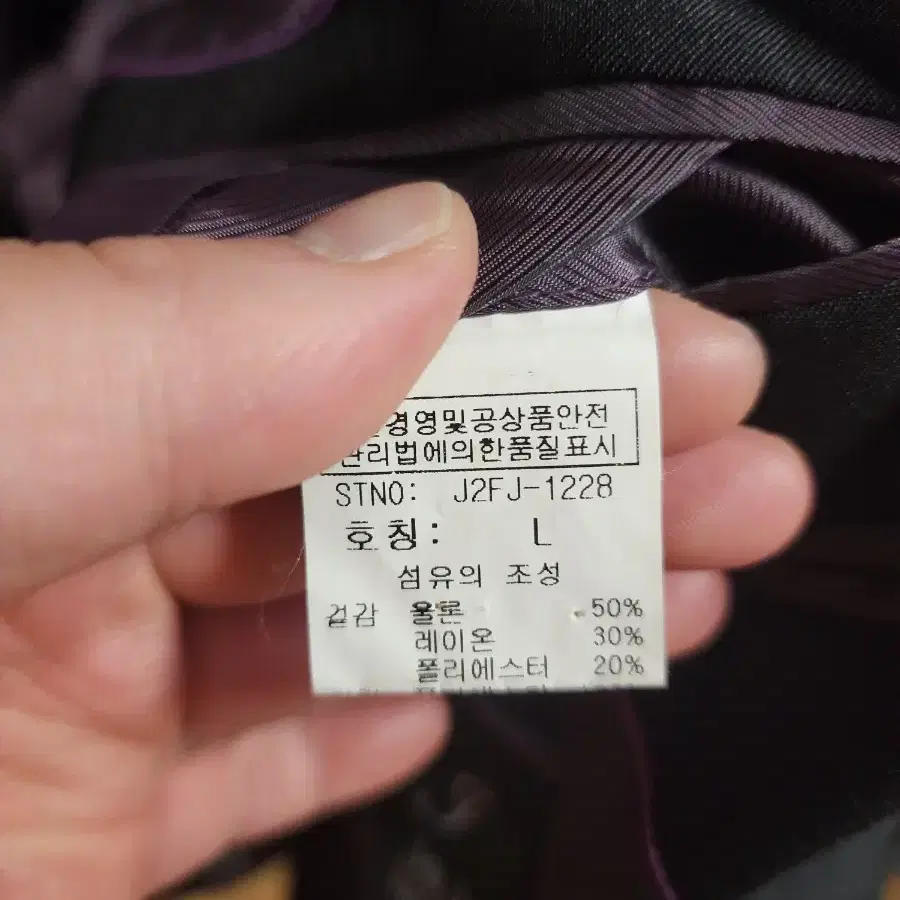 경영및공상품안전
관리법에의한품질표시
STNO: J2FJ-1228
호칭: L
섬유의 조성
겉감 울론 50%
레이온 30%
폴리에스터 20%